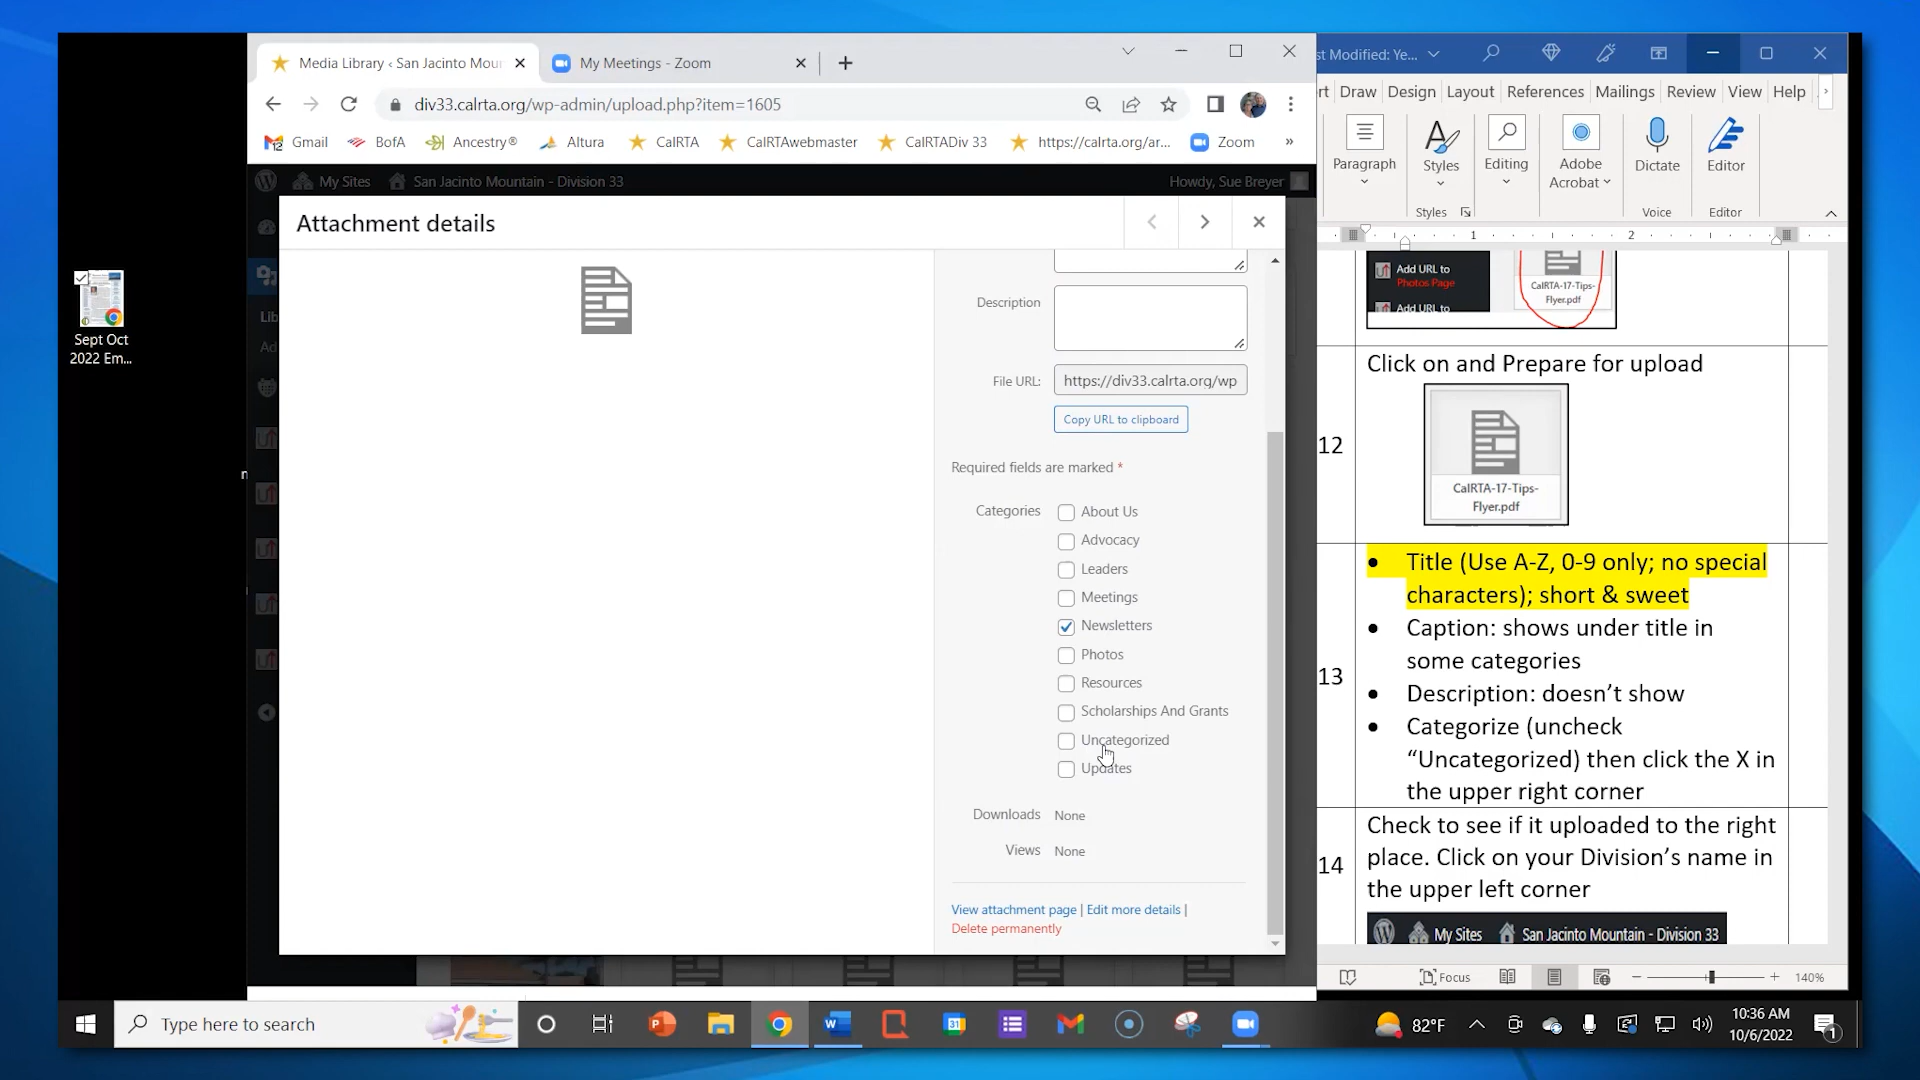 Media Library ‹ San Jacinto Mour
My Meetings - Zoom
st Modified: Ye...
div33.calrta.org/wp-admin/upload.php?item=1605
rt Draw Design Layout References Mailings Review View Help
Gmail BofA Ancestry® Altura CalRTA CalRTAwebmaster CalRTADiv 33 https://calrta.org/ar... Zoom »
Paragraph
Styles
Editing
Adobe
Acrobat
Dictate
Editor
Styles
Voice
Editor
My Sites San Jacinto Mountain - Division 33
Howdy, Sue Breyer
Attachment details
1 2
Sept Oct
2022 Em...
Lib
Ad
Description
File URL:
https://div33.calrta.org/wp
Copy URL to clipboard
Required fields are marked *
Categories
About Us
Advocacy
Leaders
Meetings
Newsletters
Photos
Resources
Scholarships And Grants
Uncategorized
Updates
Downloads None
Views None
View attachment page | Edit more details |
Delete permanently
Add URL to
Photos Page
Add URL to
CalRTA-17-Tips-
Flyer.pdf
12
Click on and Prepare for upload
CalRTA-17-Tips-
Flyer.pdf
13
• Title (Use A-Z, 0-9 only; no special
characters); short & sweet
• Caption: shows under title in
some categories
• Description: doesn’t show
• Categorize (uncheck
“Uncategorized) then click the X in
the upper right corner
14
Check to see if it uploaded to the right
place. Click on your Division’s name in
the upper left corner
My Sites San Jacinto Mountain - Division 33
Focus
140%
Type here to search
82°F
10:36 AM
10/6/2022
1